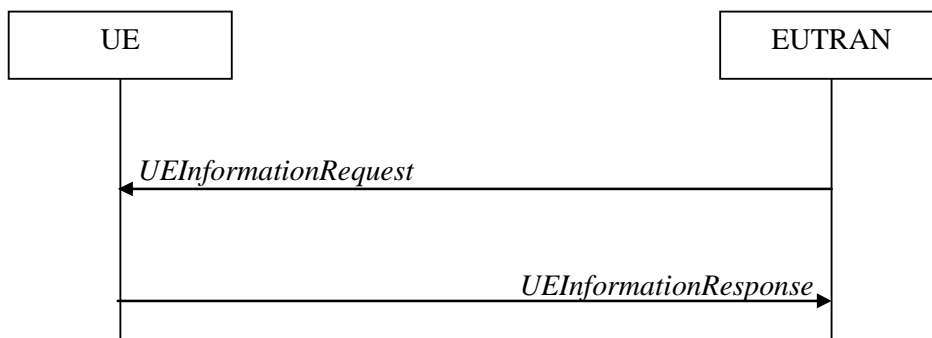 UE
EUTRAN
UEInformationRequest
UEInformationResponse